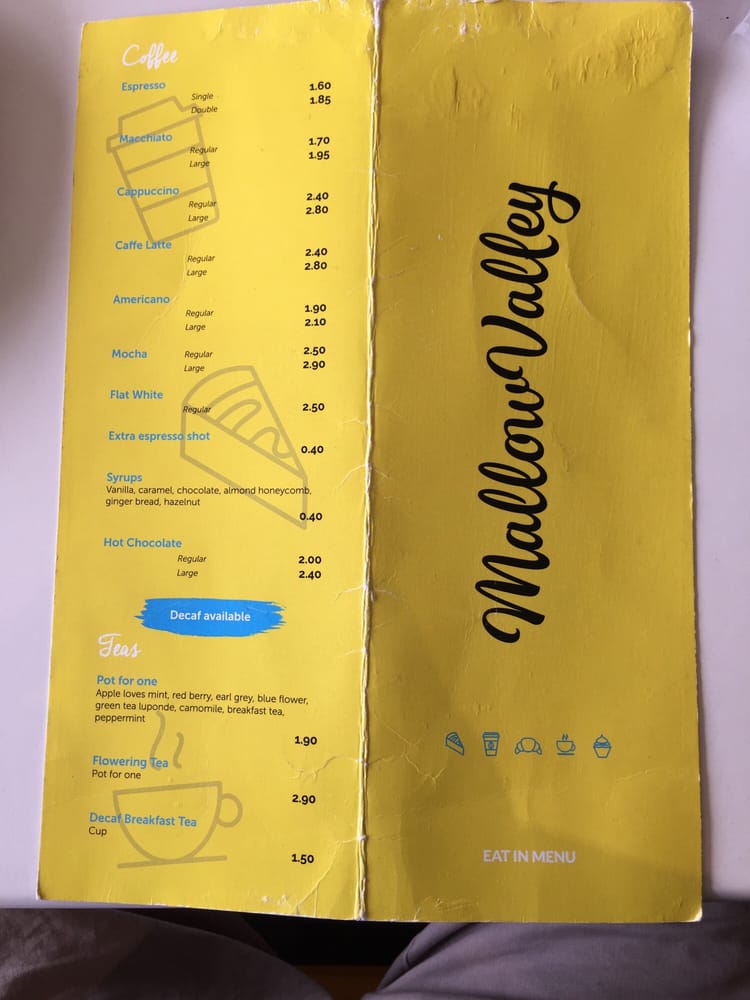 Coffee
Espresso
Single 1.60
Double 1.85
Macchiato
Regular 1.70
Large 1.95
Cappuccino
Regular 2.40
Large 2.80
Caffe Latte
Regular 2.40
Large 2.80
Americano
Regular 1.90
Large 2.10
Mocha Regular 2.50
Large 2.90
Flat White
Regular 2.50
Extra espresso shot
0.40
Syrups
Vanilla, caramel, chocolate, almond honeycomb,
ginger bread, hazelnut
0.40
Hot Chocolate
Regular 2.00
Large 2.40
Decaf available
Teas
Pot for one
Apple loves mint, red berry, earl grey, blue flower,
green tea luponde, camomile, breakfast tea,
peppermint
1.90
Flowering Tea
Pot for one
2.90
Decaf Breakfast Tea
Cup
1.50
Mallow Valley
EAT IN MENU